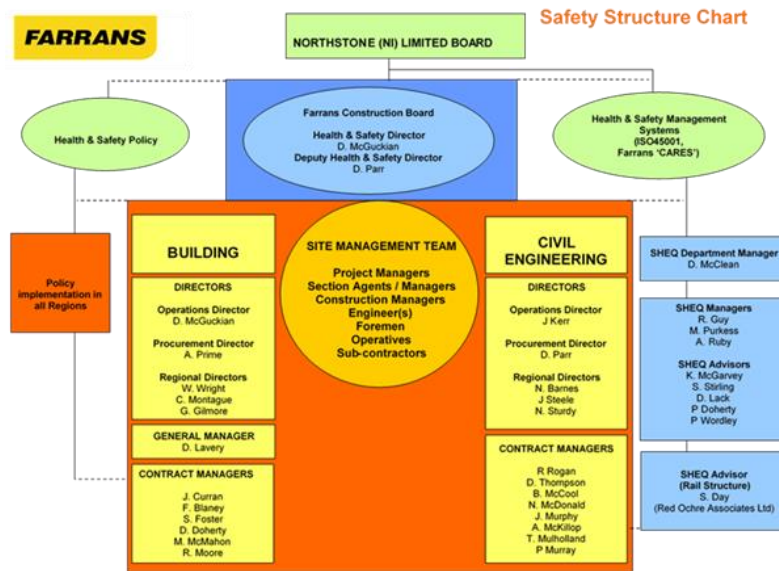 Safety Structure Chart
FARRANS
NORTHSTONE (NI) LIMITED BOARD
Health & Safety Policy
Farrans Construction Board
Health & Safety Director
D. McGuckian
Deputy Health & Safety Director
D. Parr
Health & Safety Management
Systems
(ISO45001,
Farrans ‘CARES’)
Policy
implementation in
all Regions
BUILDING
DIRECTORS
Operations Director
D. McGuckian
Procurement Director
A. Prime
Regional Directors
W. Wright
C. Montague
G. Gilmore
GENERAL MANAGER
D. Lavery
CONTRACT MANAGERS
J. Curran
F. Blaney
S. Foster
D. Doherty
M. McMahon
R. Moore
SITE MANAGEMENT TEAM
Project Managers
Section Agents / Managers
Construction Managers
Engineer(s)
Foremen
Operatives
Sub-contractors
CIVIL
ENGINEERING
DIRECTORS
Operations Director
J Kerr
Procurement Director
D. Parr
Regional Directors
N. Barnes
J Steele
N. Sturdy
CONTRACT MANAGERS
R Rogan
D. Thompson
B. McCool
N. McDonald
J. Murphy
A. McKillop
T. Mulholland
P Murray
SHEQ Department Manager
D. McClean
SHEQ Managers
R. Guy
M. Purkess
A. Ruby
SHEQ Advisors
K. McGarvey
S. Stirling
D. Lack
P Doherty
P Wordley
SHEQ Advisor
(Rail Structure)
S. Day
(Red Ochre Associates Ltd)